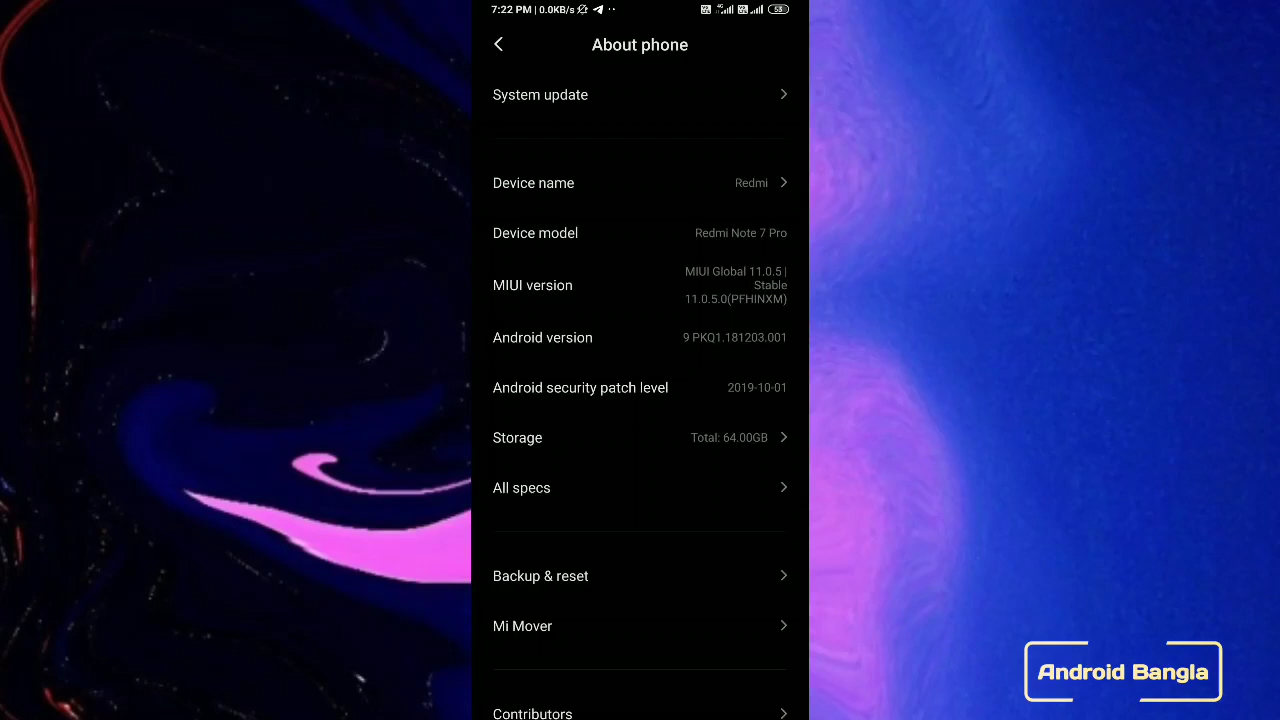 7:22 PM | 0.0KB/s
4G
58
About phone
System update
Device name
Redmi
Device model
Redmi Note 7 Pro
MIUI version
MIUI Global 11.0.5 |
Stable
11.0.5.0(PFHINXM)
Android version
9 PKQ1.181203.001
Android security patch level
2019-10-01
Storage
Total: 64.00GB
All specs
Backup & reset
Mi Mover
Contributors
Android Bangla